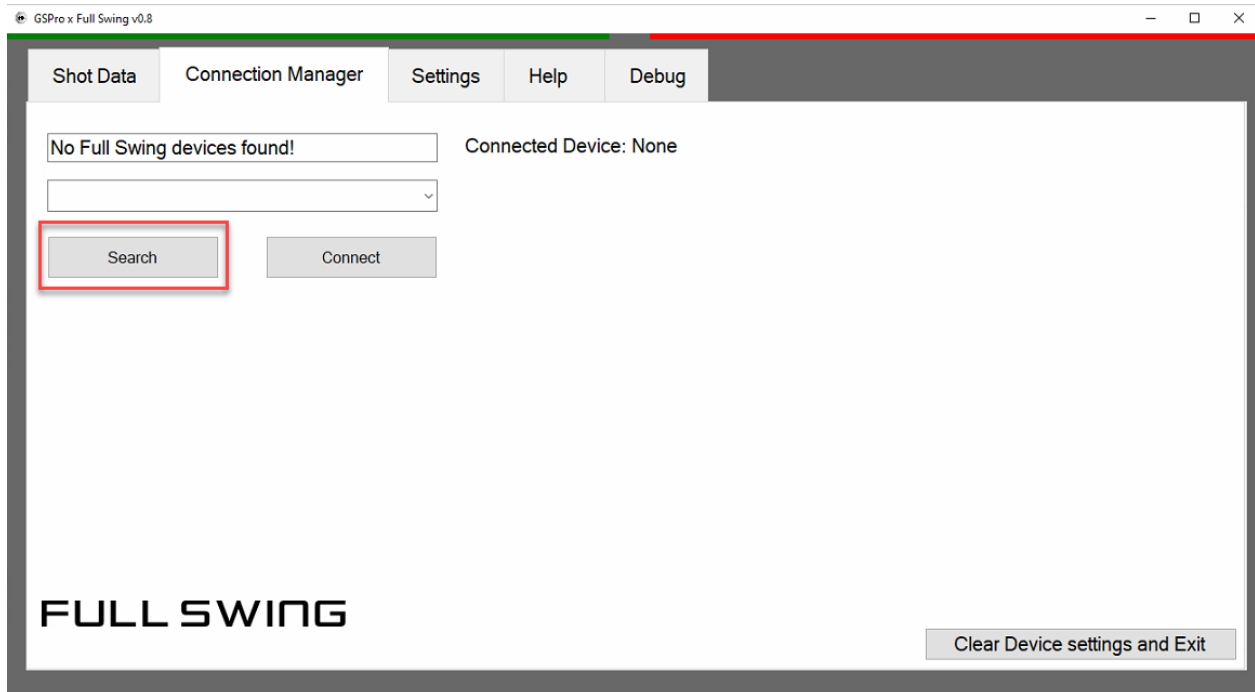 GSPro x Full Swing v0.8
Shot Data Connection Manager Settings Help Debug
No Full Swing devices found! Connected Device: None
Search Connect
FULL SWING
Clear Device settings and Exit